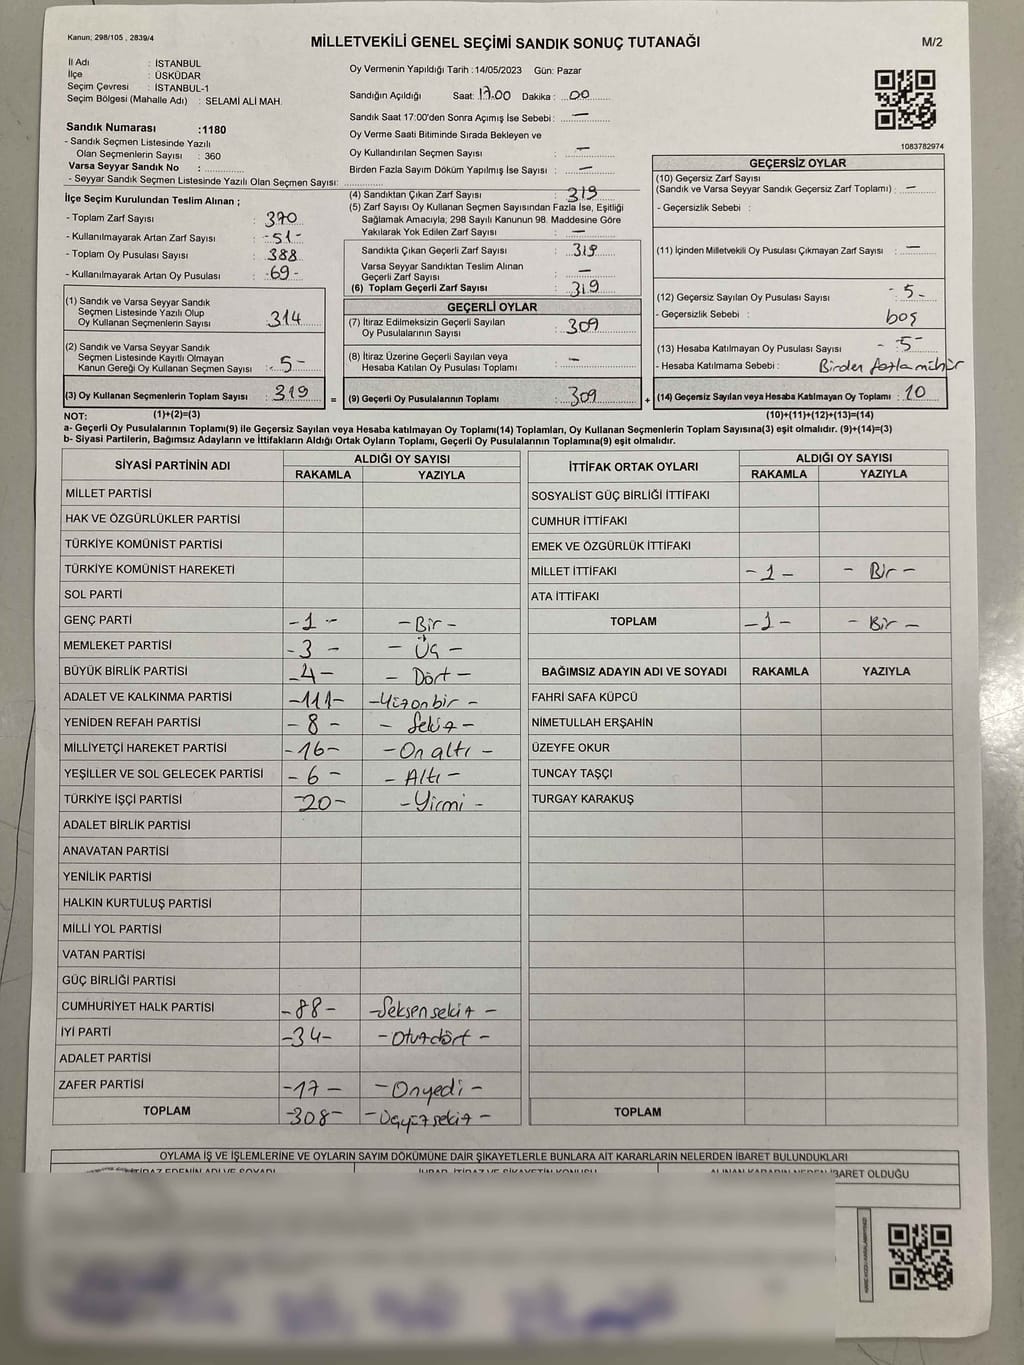 Kanun; 298/105 , 2839/4
MİLLETVEKİLİ GENEL SEÇİMİ SANDIK SONUÇ TUTANAĞI
M/2
İl Adı : İSTANBUL
İlçe : ÜSKÜDAR
Seçim Çevresi : İSTANBUL-1
Seçim Bölgesi (Mahalle Adı) : SELAMİ ALİ MAH.
Oy Vermenin Yapıldığı Tarih :14/05/2023 Gün: Pazar
Sandığın Açıldığı Saat: 17.00 Dakika : 00
Sandık Saat 17:00'den Sonra Açımış İse Sebebi : —
Oy Verme Saati Bitiminde Sırada Bekleyen ve
Oy Kullandırılan Seçmen Sayısı : —
Birden Fazla Sayım Döküm Yapılmış İse Sayısı : —
1083782974
Sandık Numarası :1180
- Sandık Seçmen Listesinde Yazılı
Olan Seçmenlerin Sayısı : 360
Varsa Seyyar Sandık No :
- Seyyar Sandık Seçmen Listesinde Yazılı Olan Seçmen Sayısı:
İlçe Seçim Kurulundan Teslim Alınan ;
- Toplam Zarf Sayısı : 370
- Kullanılmayarak Artan Zarf Sayısı : -51-
- Toplam Oy Pusulası Sayısı : 388
- Kullanılmayarak Artan Oy Pusulası : -69-
(1) Sandık ve Varsa Seyyar Sandık
Seçmen Listesinde Yazılı Olup
Oy Kullanan Seçmenlerin Sayısı : 314
(2) Sandık ve Varsa Seyyar Sandık
Seçmen Listesinde Kayıtlı Olmayan
Kanun Gereği Oy Kullanan Seçmen Sayısı : -5-
(3) Oy Kullanan Seçmenlerin Toplam Sayısı : 319
(4) Sandıktan Çıkan Zarf Sayısı : 319
(5) Zarf Sayısı Oy Kullanan Seçmen Sayısından Fazla İse, Eşitliği
Sağlamak Amacıyla; 298 Sayılı Kanunun 98. Maddesine Göre
Yakılarak Yok Edilen Zarf Sayısı : —
Sandıkta Çıkan Geçerli Zarf Sayısı : 319
Varsa Seyyar Sandıktan Teslim Alınan
Geçerli Zarf Sayısı : —
(6) Toplam Geçerli Zarf Sayısı : 319
GEÇERLİ OYLAR
(7) İtiraz Edilmeksizin Geçerli Sayılan
Oy Pusulalarının Sayısı : 309
(8) İtiraz Üzerine Geçerli Sayılan veya
Hesaba Katılan Oy Pusulası Toplamı : —
= (9) Geçerli Oy Pusulalarının Toplamı : 309
GEÇERSİZ OYLAR
(10) Geçersiz Zarf Sayısı
(Sandık ve Varsa Seyyar Sandık Geçersiz Zarf Toplamı) : —
- Geçersizlik Sebebi :
(11) İçinden Milletvekili Oy Pusulası Çıkmayan Zarf Sayısı : —
(12) Geçersiz Sayılan Oy Pusulası Sayısı - 5-
- Geçersizlik Sebebi : boş
(13) Hesaba Katılmayan Oy Pusulası Sayısı - 5-
- Hesaba Katılmama Sebebi : Birden fazla mühür
+ (14) Geçersiz Sayılan veya Hesaba Katılmayan Oy Toplamı : 10
NOT: (1)+(2)=(3)
(10)+(11)+(12)+(13)=(14)
a- Geçerli Oy Pusulalarının Toplamı(9) ile Geçersiz Sayılan veya Hesaba katılmayan Oy Toplamı(14) Toplamları, Oy Kullanan Seçmenlerin Toplam Sayısına(3) eşit olmalıdır. (9)+(14)=(3)
b- Siyasi Partilerin, Bağımsız Adayların ve İttifakların Aldığı Ortak Oyların Toplamı, Geçerli Oy Pusulalarının Toplamına(9) eşit olmalıdır.
SİYASİ PARTİNİN ADI
ALDIĞI OY SAYISI
RAKAMLA YAZIYLA
MİLLET PARTİSİ
HAK VE ÖZGÜRLÜKLER PARTİSİ
TÜRKİYE KOMÜNİST PARTİSİ
TÜRKİYE KOMÜNİST HAREKETİ
SOL PARTİ
GENÇ PARTİ -1- -Bir-
MEMLEKET PARTİSİ -3- -Üç-
BÜYÜK BİRLİK PARTİSİ -4- -Dört-
ADALET VE KALKINMA PARTİSİ -111- -Yüzonbir-
YENİDEN REFAH PARTİSİ -8- -Sekiz-
MİLLİYETÇİ HAREKET PARTİSİ -16- -On altı-
YEŞİLLER VE SOL GELECEK PARTİSİ -6- -Altı-
TÜRKİYE İŞÇİ PARTİSİ -20- -Yirmi-
ADALET BİRLİK PARTİSİ
ANAVATAN PARTİSİ
YENİLİK PARTİSİ
HALKIN KURTULUŞ PARTİSİ
MİLLİ YOL PARTİSİ
VATAN PARTİSİ
GÜÇ BİRLİĞİ PARTİSİ
CUMHURİYET HALK PARTİSİ -88- -Seksensekiz-
İYİ PARTİ -34- -Otuzdört-
ADALET PARTİSİ
ZAFER PARTİSİ -17- -Onyedi-
TOPLAM -308- -Üçyüzsekiz-
İTTİFAK ORTAK OYLARI
ALDIĞI OY SAYISI
RAKAMLA YAZIYLA
SOSYALİST GÜÇ BİRLİĞİ İTTİFAKI
CUMHUR İTTİFAKI
EMEK VE ÖZGÜRLÜK İTTİFAKI
MİLLET İTTİFAKI -1- -Bir-
ATA İTTİFAKI
TOPLAM -1- -Bir-
BAĞIMSIZ ADAYIN ADI VE SOYADI RAKAMLA YAZIYLA
FAHRİ SAFA KÜPCÜ
NİMETULLAH ERŞAHİN
ÜZEYFE OKUR
TUNCAY TAŞÇI
TURGAY KARAKUŞ
TOPLAM
OYLAMA İŞ VE İŞLEMLERİNE VE OYLARIN SAYIM DÖKÜMÜNE DAİR ŞİKAYETLERLE BUNLARA AİT KARARLARIN NELERDEN İBARET BULUNDUKLARI
İTİRAZ EDENİN ADI VE SOYADI İHBAR, İTİRAZ VE ŞİKAYETİN KONUSU ALINAN KARARIN NEDEN İBARET OLDUĞU